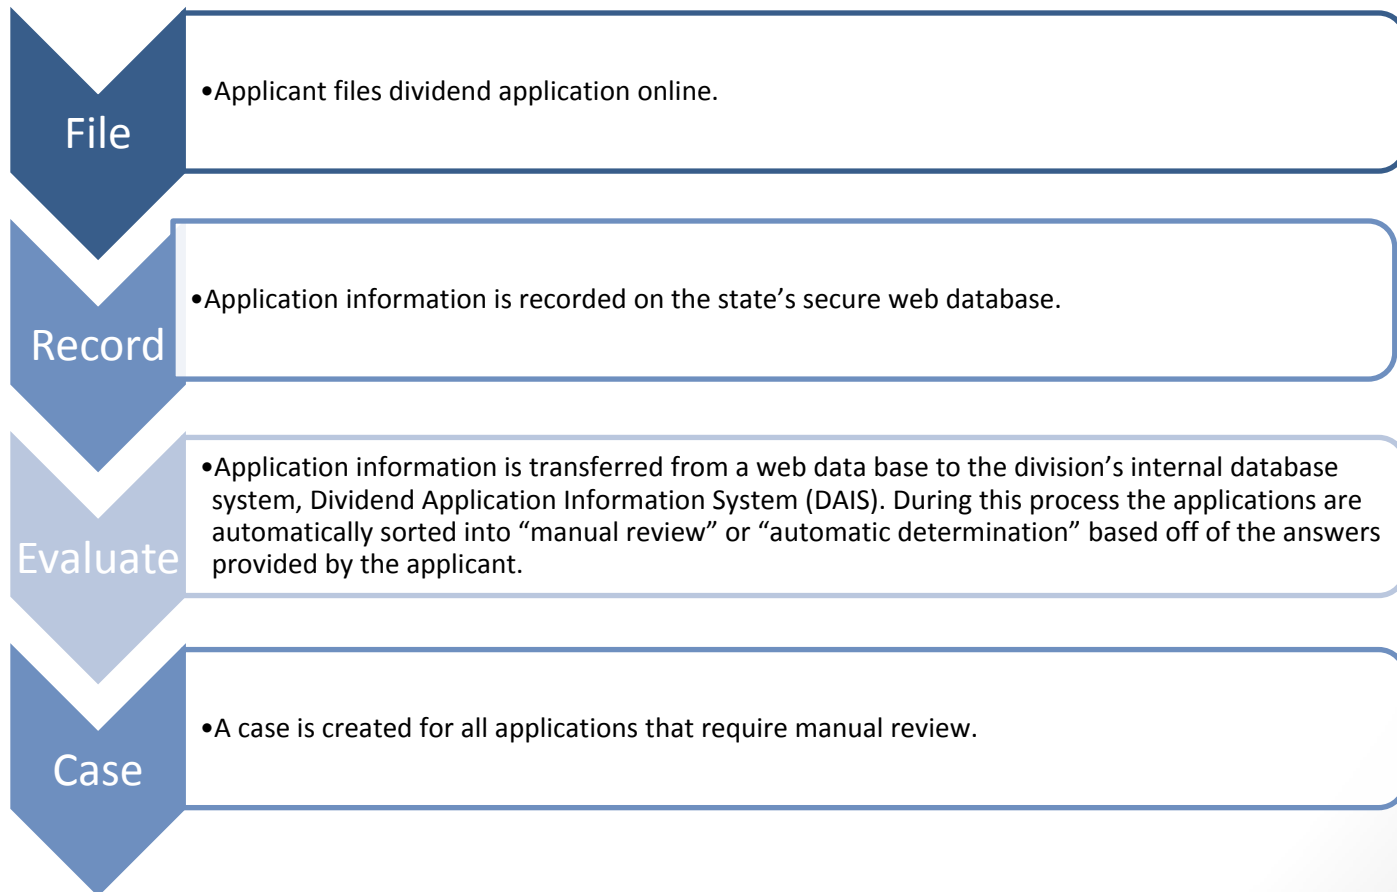 File
•Applicant files dividend application online.
Record
•Application information is recorded on the state’s secure web database.
Evaluate
•Application information is transferred from a web data base to the division’s internal database
system, Dividend Application Information System (DAIS). During this process the applications are
automatically sorted into “manual review” or “automatic determination” based off of the answers
provided by the applicant.
Case
•A case is created for all applications that require manual review.